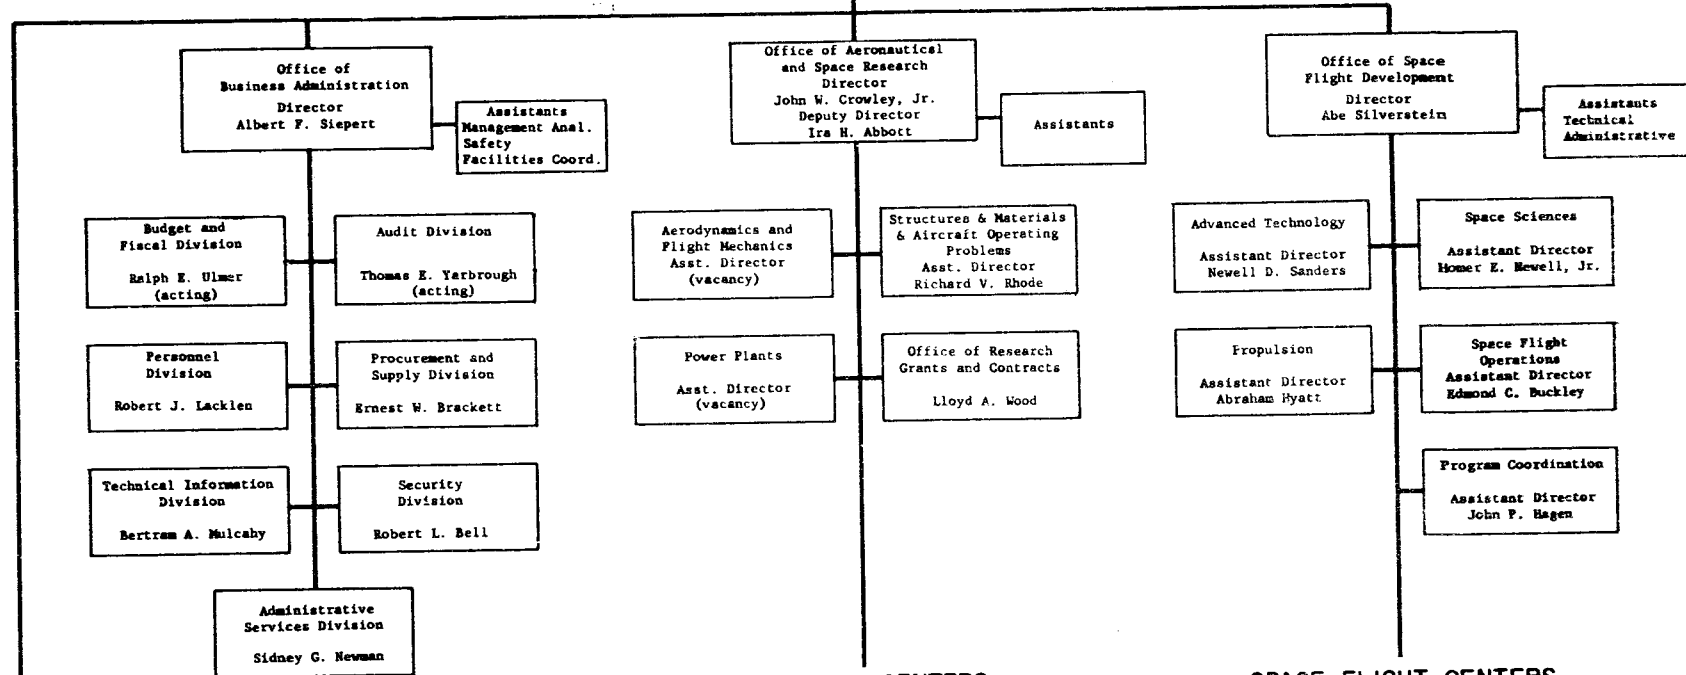 Office of
Business Administration
Director
Albert F. Siepert
Assistants
Management Anal.
Safety
Facilities Coord.
Budget and
Fiscal Division
Ralph E. Ulmer
(acting)
Audit Division
Thomas E. Yarbrough
(acting)
Personnel
Division
Robert J. Lacklen
Procurement and
Supply Division
Ernest W. Brackett
Technical Information
Division
Bertram A. Mulcahy
Security
Division
Robert L. Bell
Administrative
Services Division
Sidney G. Newman
Office of Aeronautical
and Space Research
Director
John W. Crowley, Jr.
Deputy Director
Ira H. Abbott
Assistants
Aerodynamics and
Flight Mechanics
Asst. Director
(vacancy)
Structures & Materials
& Aircraft Operating
Problems
Asst. Director
Richard V. Rhode
Power Plants
Asst. Director
(vacancy)
Office of Research
Grants and Contracts
Lloyd A. Wood
CENTERS
Office of Space
Flight Development
Director
Abe Silverstein
Assistants
Technical
Administrative
Advanced Technology
Assistant Director
Newell D. Sanders
Space Sciences
Assistant Director
Homer E. Newell, Jr.
Propulsion
Assistant Director
Abraham Hyatt
Space Flight
Operations
Assistant Director
Edmond C. Buckley
Program Coordination
Assistant Director
John P. Hagen
SPACE FLIGHT CENTERS